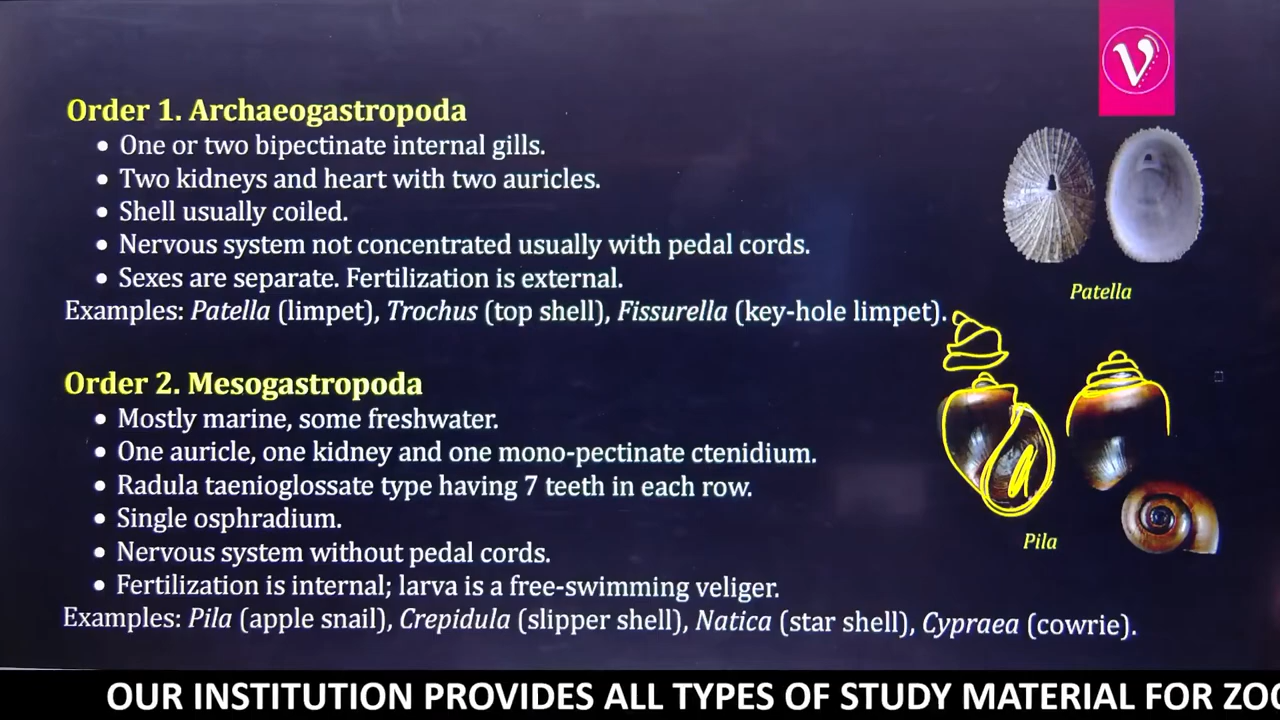 Order 1. Archaeogastropoda
• One or two bipectinate internal gills.
• Two kidneys and heart with two auricles.
• Shell usually coiled.
• Nervous system not concentrated usually with pedal cords.
• Sexes are separate. Fertilization is external.
Examples: Patella (limpet), Trochus (top shell), Fissurella (key-hole limpet).
Patella
Order 2. Mesogastropoda
• Mostly marine, some freshwater.
• One auricle, one kidney and one mono-pectinate ctenidium.
• Radula taenioglossate type having 7 teeth in each row.
• Single osphradium.
• Nervous system without pedal cords.
• Fertilization is internal; larva is a free-swimming veliger.
Examples: Pila (apple snail), Crepidula (slipper shell), Natica (star shell), Cypraea (cowrie).
Pila
V
OUR INSTITUTION PROVIDES ALL TYPES OF STUDY MATERIAL FOR ZOO